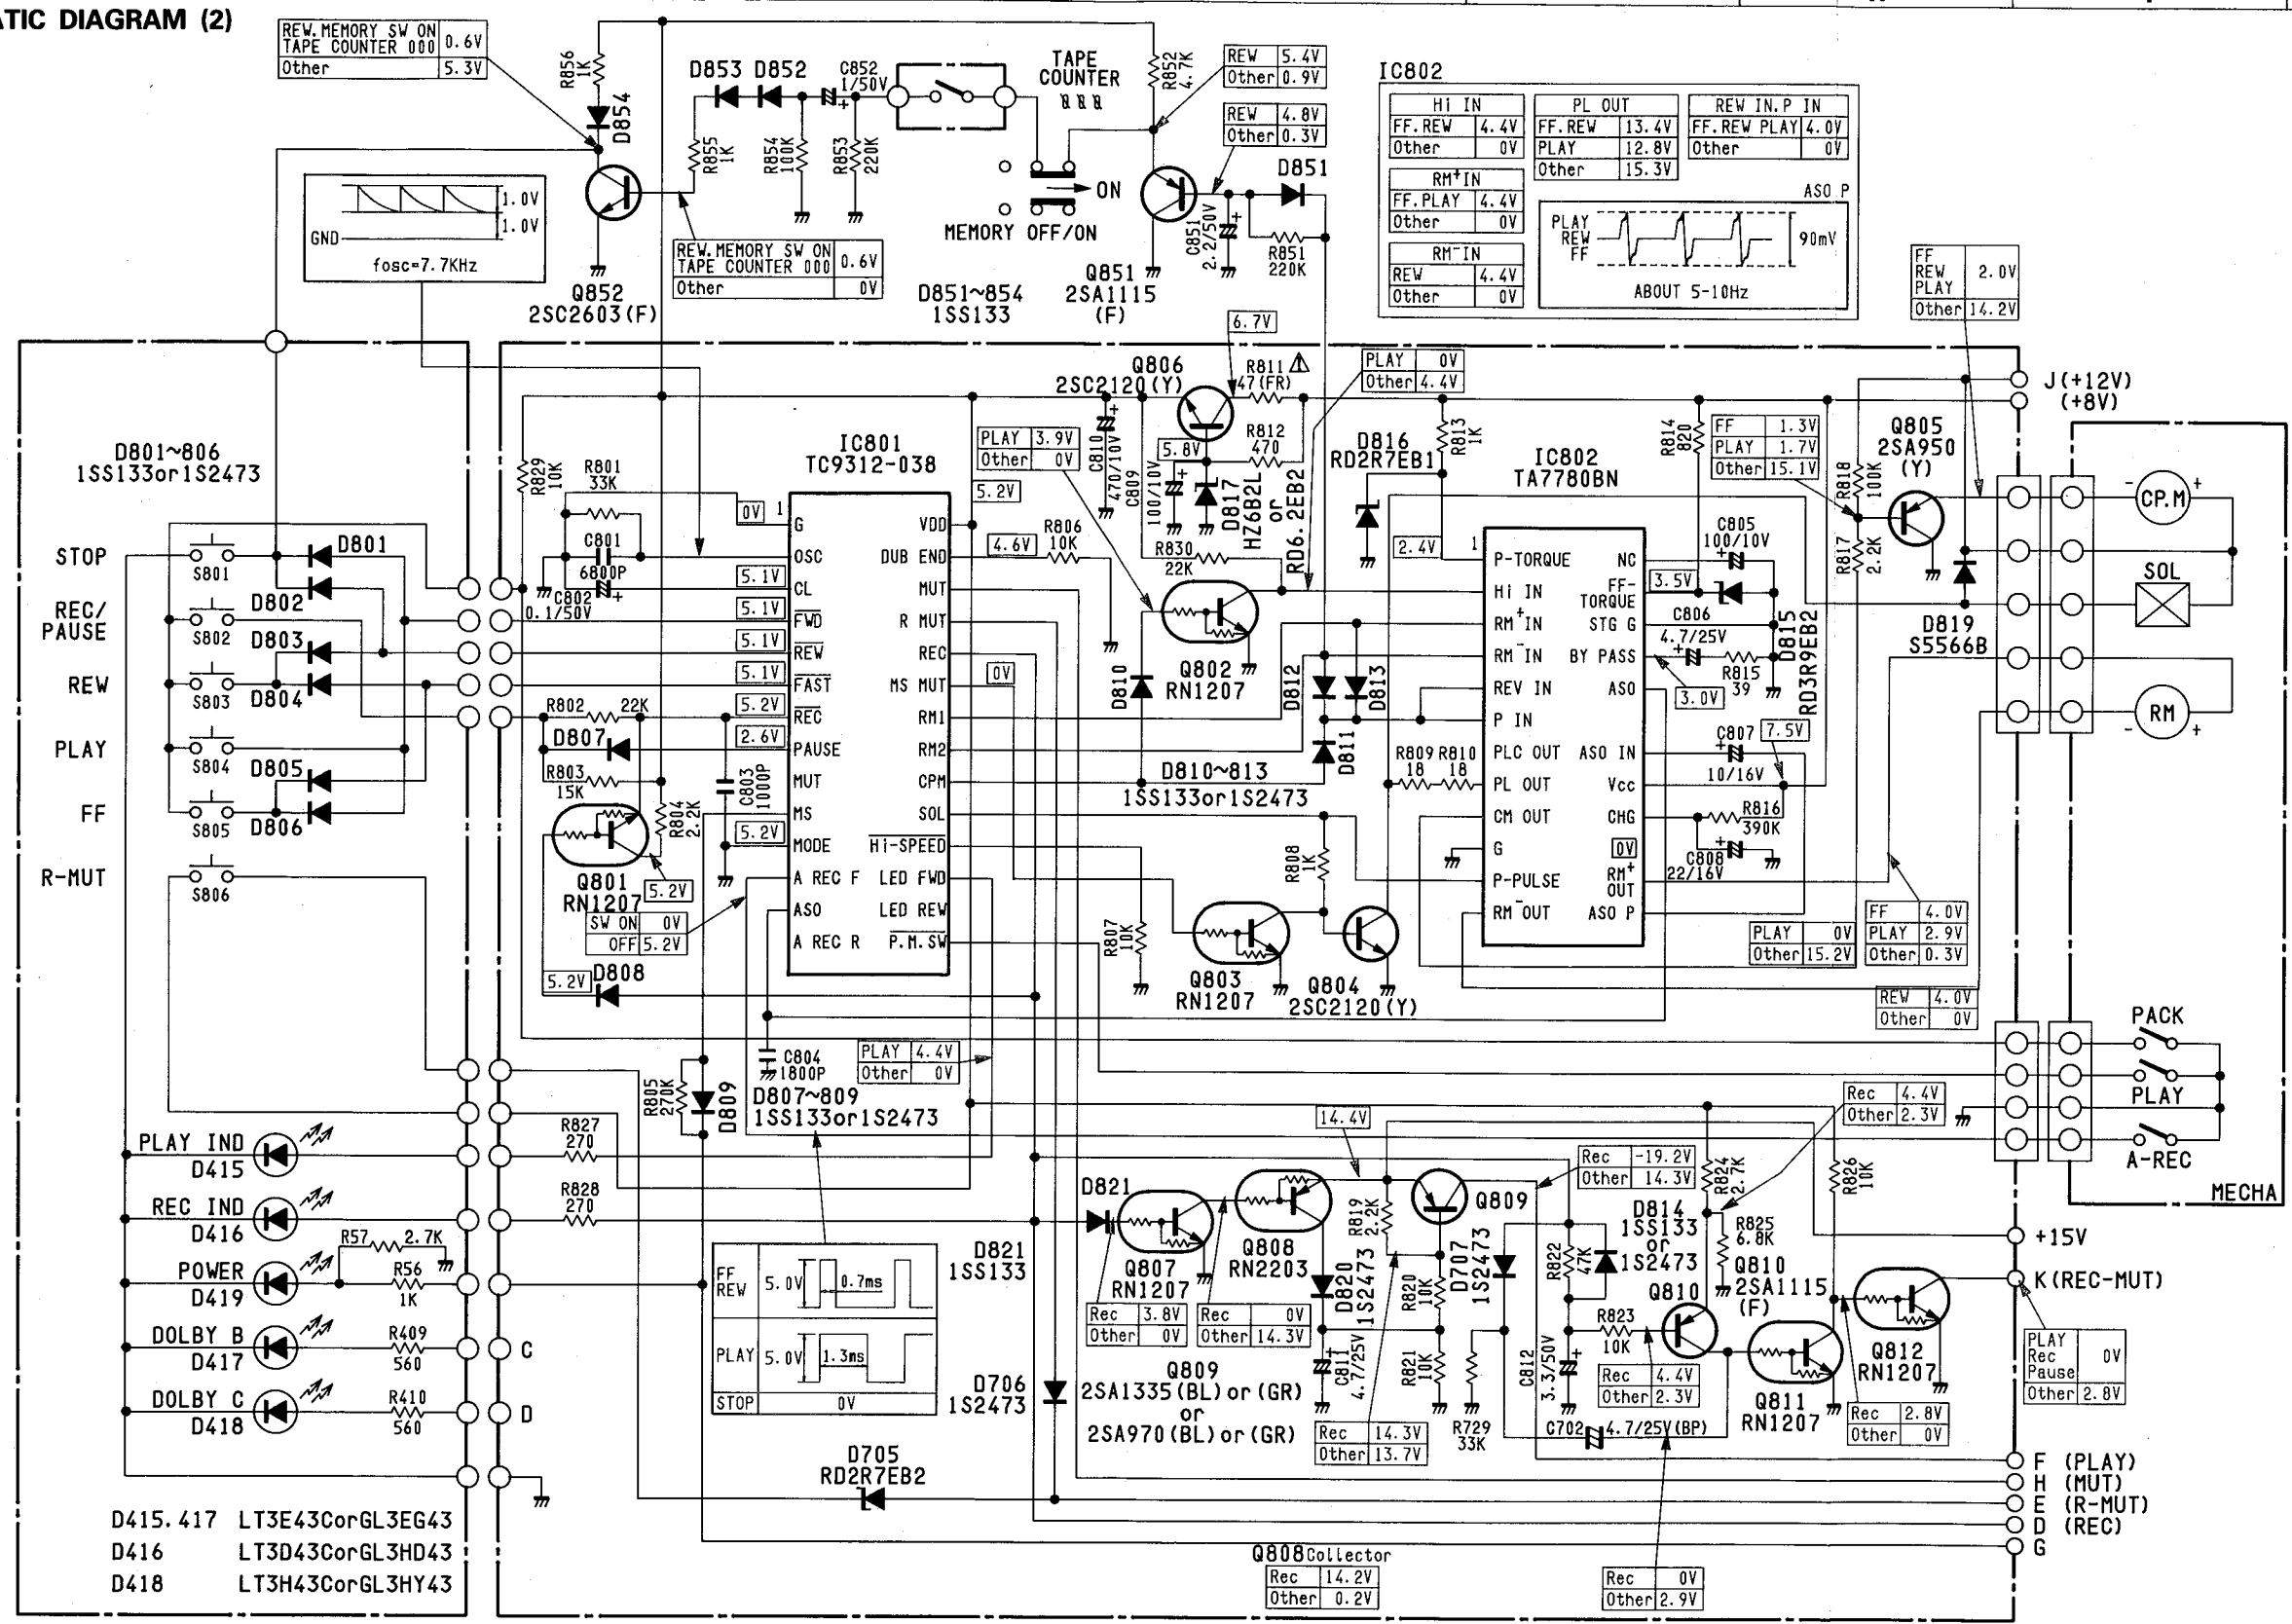 ATIC DIAGRAM (2)
REW.MEMORY SW ON
TAPE COUNTER 000 0.6V
Other 5.3V
R856
1K
D854
D853 D852
C852
1/50V
TAPE
COUNTER
R852
4.7K
REW 5.4V
Other 0.9V
REW 4.8V
Other 0.3V
R855
1K
R854
100K
R853
220K
ON
MEMORY OFF/ON
D851
C851
2.2/50V
R851
220K
1.0V
1.0V
GND
fosc=7.7KHz
Q852
2SC2603(F)
REW.MEMORY SW ON
TAPE COUNTER 000 0.6V
Other 0V
D851~854
1SS133
Q851
2SA1115
(F)
IC802
Hi IN
FF.REW 4.4V
Other 0V
PL OUT
FF.REW 13.4V
PLAY 12.8V
Other 15.3V
REW IN.P IN
FF.REW PLAY 4.0V
Other 0V
RM+IN
FF.PLAY 4.4V
Other 0V
RM-IN
REW 4.4V
Other 0V
ASO P
PLAY
REW
FF
90mV
ABOUT 5-10Hz
FF
REW
PLAY 2.0V
Other 14.2V
6.7V
Q806
2SC2120(Y)
R811
47(FR)
PLAY 0V
Other 4.4V
J(+12V)
(+8V)
D801~806
1SS133or1S2473
R829
10K
R801
33K
IC801
TC9312-038
PLAY 3.9V
Other 0V
C810
470/10V
5.8V
R812
470
C809
100/10V
D817
HZ6B2L
or
RD6.2EB2
D816
RD2R7EB1
R813
1K
IC802
TA7780BN
R814
820
FF 1.3V
PLAY 1.7V
Other 15.1V
R818
100K
Q805
2SA950
(Y)
- CP.M +
5.2V
0V
1
G VDD
OSC DUB END
CL MUT
FWD R MUT
REW REC
FAST MS MUT
REC RM1
PAUSE RM2
MUT CPM
MS SOL
MODE Hi-SPEED
A REC F LED FWD
ASO LED REW
A REC R P.M.SW
C801
6800P
C802
0.1/50V
5.1V
5.1V
5.1V
5.1V
5.2V
2.6V
5.2V
4.6V
R806
10K
R830
22K
0V
STOP
S801
D801
D802
REC/
PAUSE
S802
D803
REW
S803
D804
PLAY
S804
D805
FF
S805
D806
R-MUT
S806
R802 22K
D807
R803
15K
C803
1000P
R804
2.2K
Q801
RN1207
5.2V
SW ON 0V
OFF 5.2V
5.2V
D808
Q802
RN1207
D810
D812
D813
D811
D810~813
1SS133or1S2473
R809 R810
18 18
R808
1K
R807
10K
Q803
RN1207
Q804
2SC2120(Y)
2.4V
1
P-TORQUE NC
Hi IN FF-
TORQUE
RM+IN STG G
RM-IN BY PASS
REV IN ASO
P IN
PLC OUT ASO IN
PL OUT Vcc
CM OUT CHG
G 0V
P-PULSE RM+
OUT
RM-OUT ASO P
C805
100/10V
3.5V
C806
4.7/25V
R815
39
D815
RD3R9EB2
3.0V
C807
10/16V
7.5V
R816
390K
C808
22/16V
R817
2.2K
SOL
D819
S5566B
RM
- +
FF 4.0V
PLAY 2.9V
Other 0.3V
PLAY 0V
Other 15.2V
REW 4.0V
Other 0V
PACK
PLAY
A-REC
MECHA
C804
1800P
PLAY 4.4V
Other 0V
R805
270K
D809
D807~809
1SS133or1S2473
PLAY IND
D415
R827
270
REC IND
D416
R828
270
R57 2.7K
POWER
D419
R56
1K
DOLBY B
D417
R409
560
C
DOLBY C
D418
R410
560
D
FF
REW 5.0V 0.7ms
PLAY 5.0V 1.3ms
STOP 0V
D821
1SS133
D706
1S2473
D705
RD2R7EB2
D821
Q807
RN1207
Rec 3.8V
Other 0V
Q808
RN2203
Rec 0V
Other 14.3V
Q809
2SA1335(BL)or(GR)
or
2SA970(BL)or(GR)
14.4V
R819
2.2K
Q809
D820
1S2473
C811
4.7/25V
R820
10K
R821
10K
Rec 14.3V
Other 13.7V
Rec -19.2V
Other 14.3V
D707
1S2473
R729
33K
R822
47K
D814
1SS133
or
1S2473
C812
3.3/50V
R823
10K
Q810
Rec 4.4V
Other 2.3V
C702 4.7/25V(BP)
Rec 4.4V
Other 2.3V
R824
2.7K
R825
6.8K
Q810
2SA1115
(F)
R826
10K
Q811
RN1207
Q812
RN1207
Rec 2.8V
Other 0V
+15V
K(REC-MUT)
PLAY
Rec
Pause 0V
Other 2.8V
F (PLAY)
H (MUT)
E (R-MUT)
D (REC)
G
Q808Collector
Rec 14.2V
Other 0.2V
Rec 0V
Other 2.9V
D415.417 LT3E43CorGL3EG43
D416 LT3D43CorGL3HD43
D418 LT3H43CorGL3HY43